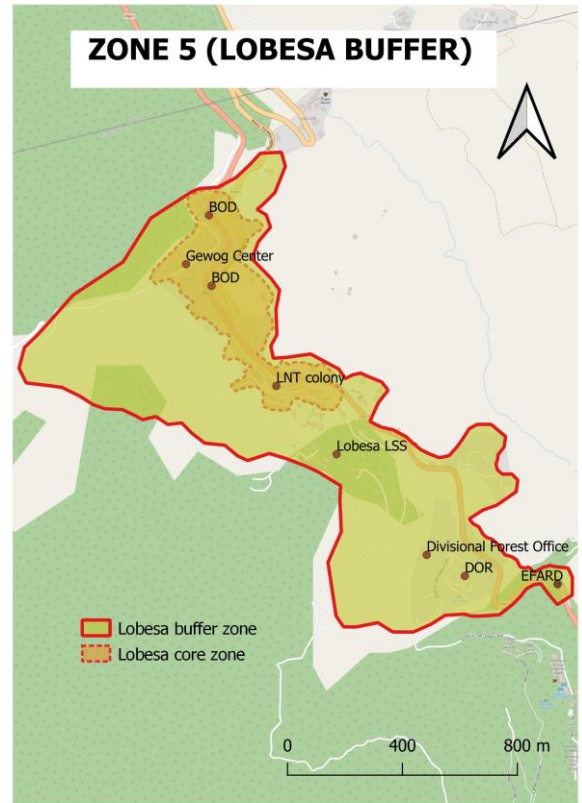 ZONE 5 (LOBESA BUFFER)
BOD
Gewog Center
BOD
LNT colony
Lobesa LSS
Divisional Forest Office
DOR
EFARD
Lobesa buffer zone
Lobesa core zone
0 400 800 m